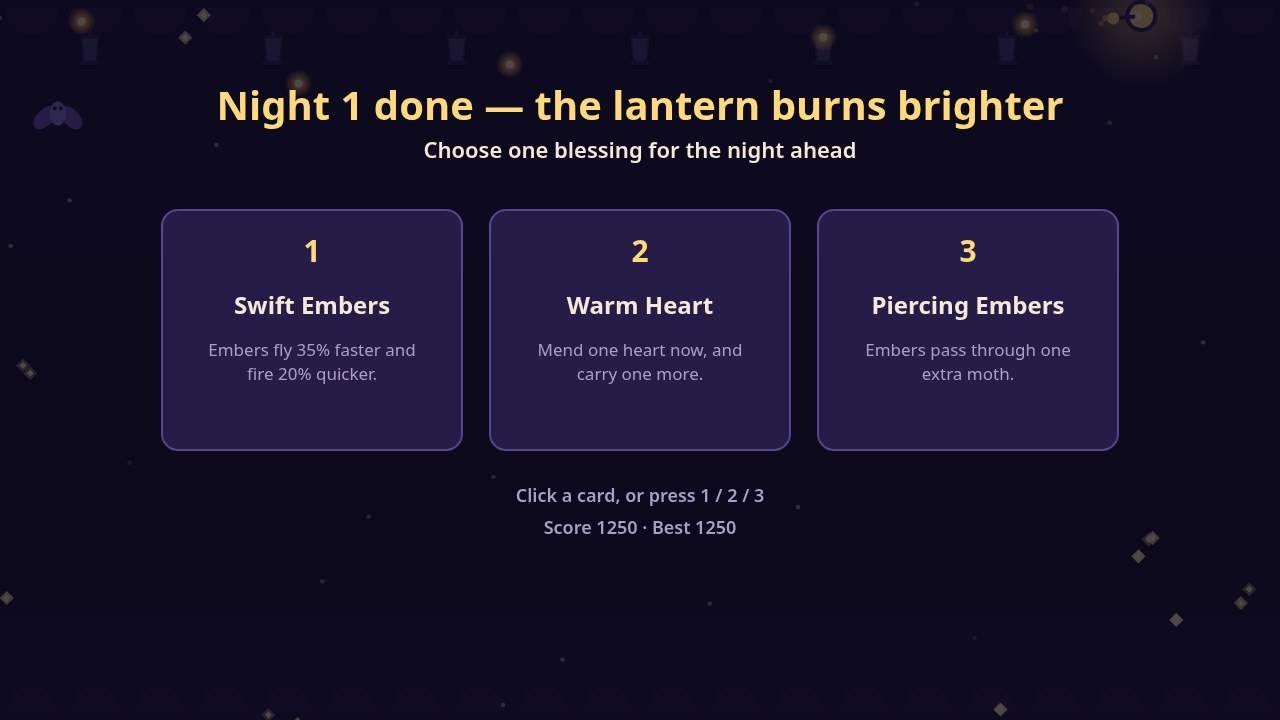 Night 1 done — the lantern burns brighter
Choose one blessing for the night ahead
1
Swift Embers
Embers fly 35% faster and
fire 20% quicker.
2
Warm Heart
Mend one heart now, and
carry one more.
3
Piercing Embers
Embers pass through one
extra moth.
Click a card, or press 1 / 2 / 3
Score 1250 · Best 1250